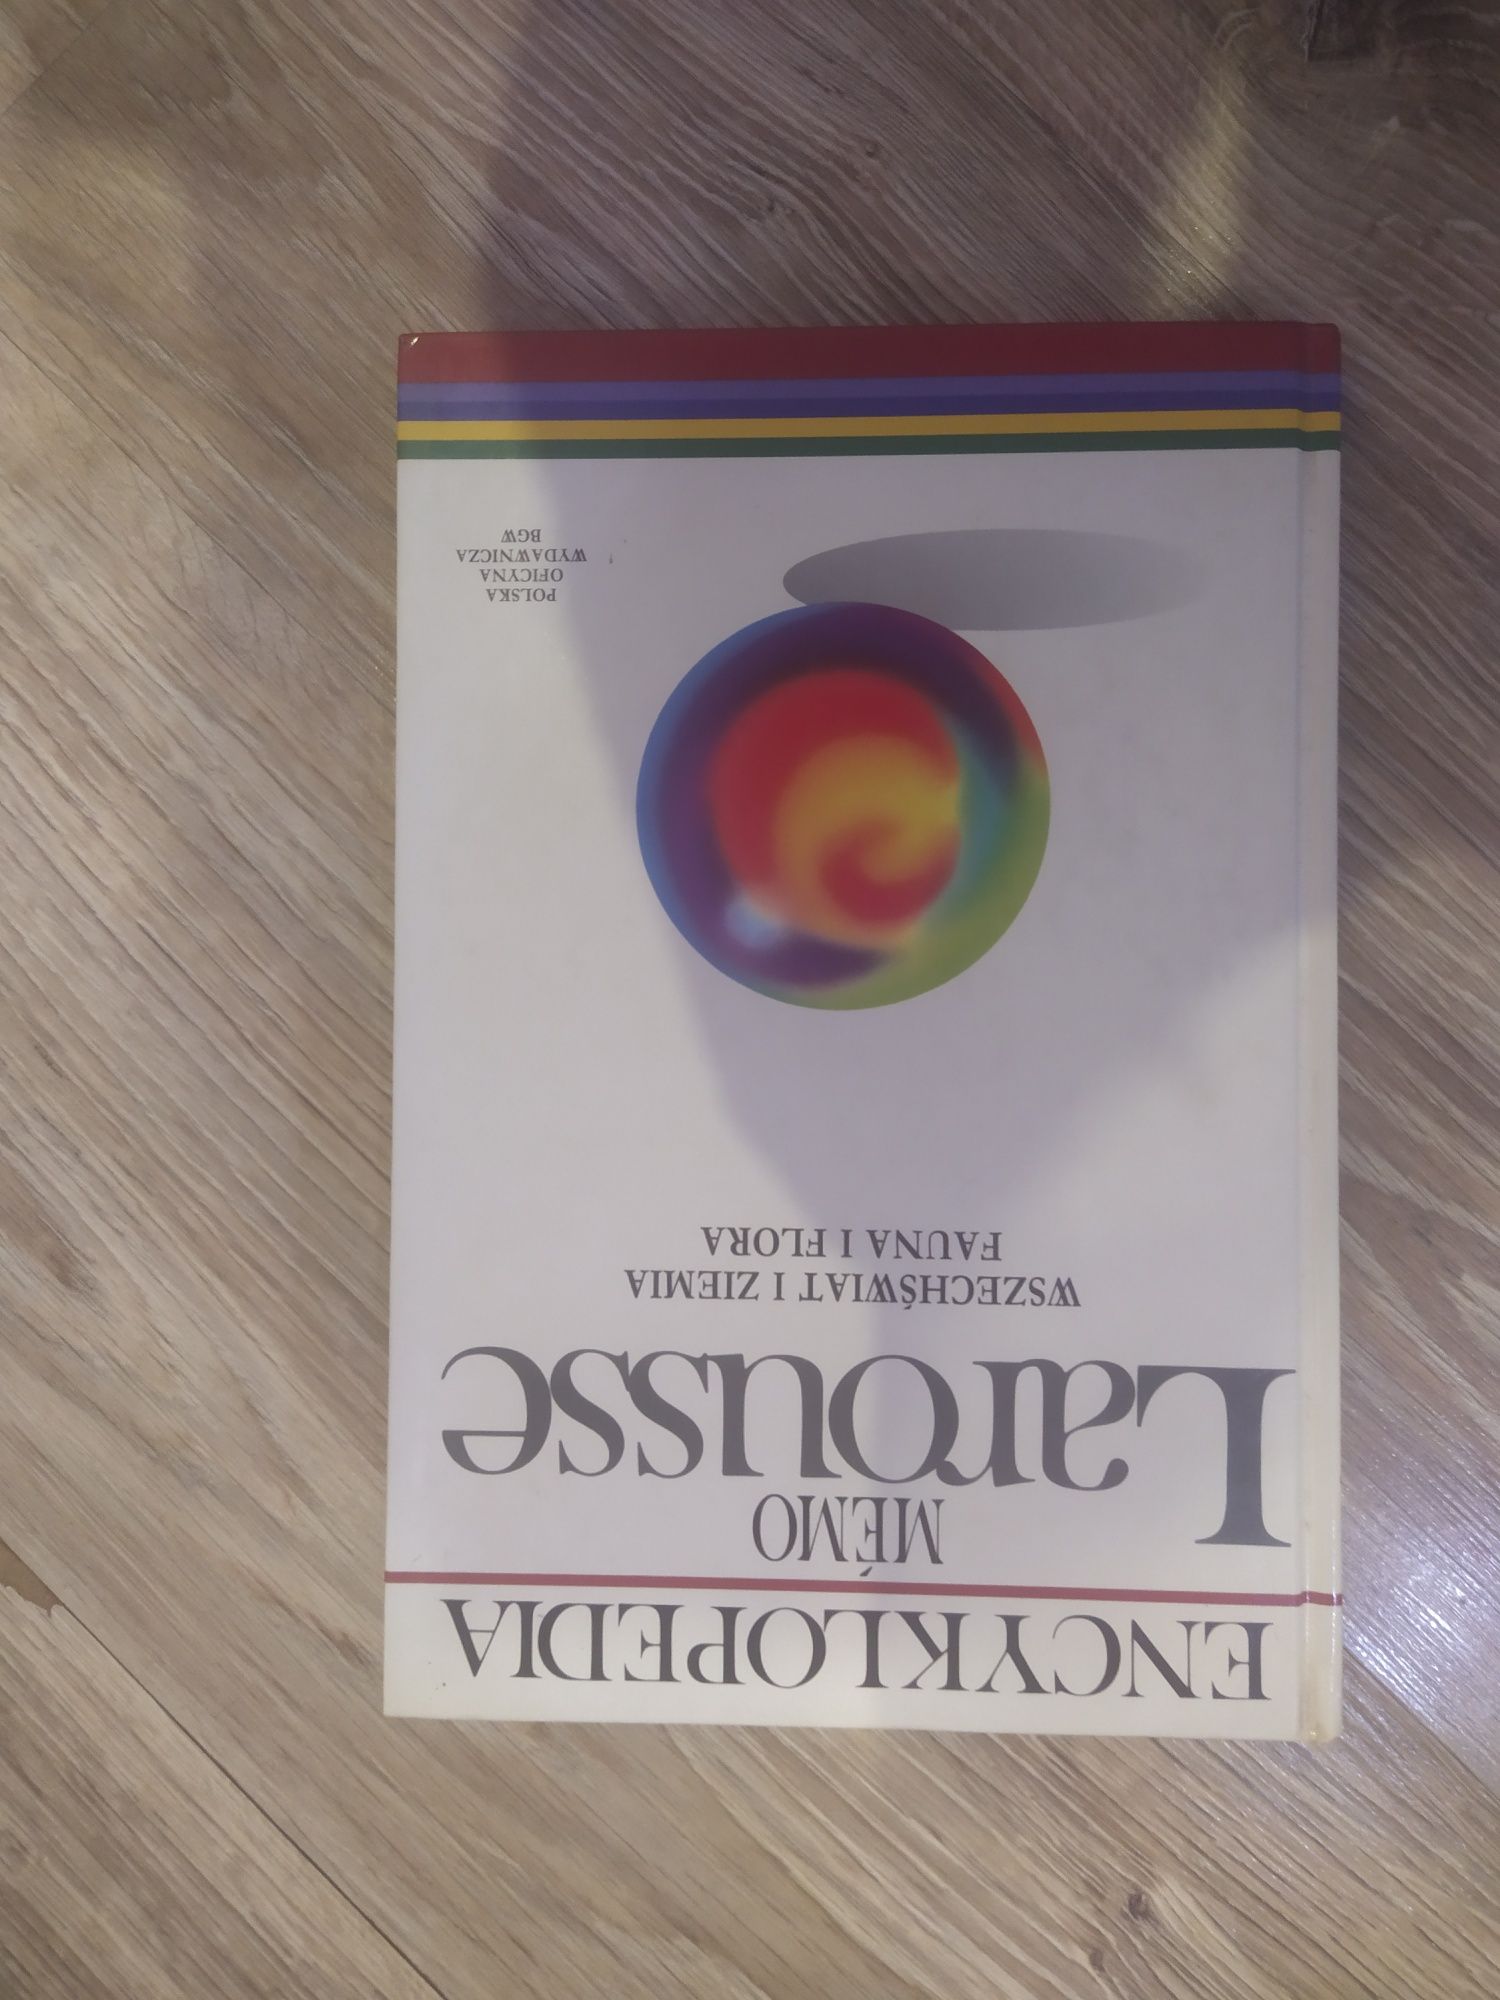 ENCYKLOPEDIA
MÉMO
Larousse
WSZECHŚWIAT I ZIEMIA
FAUNA I FLORA
POLSKA
OFICYNA
WYDAWNICZA
BGW